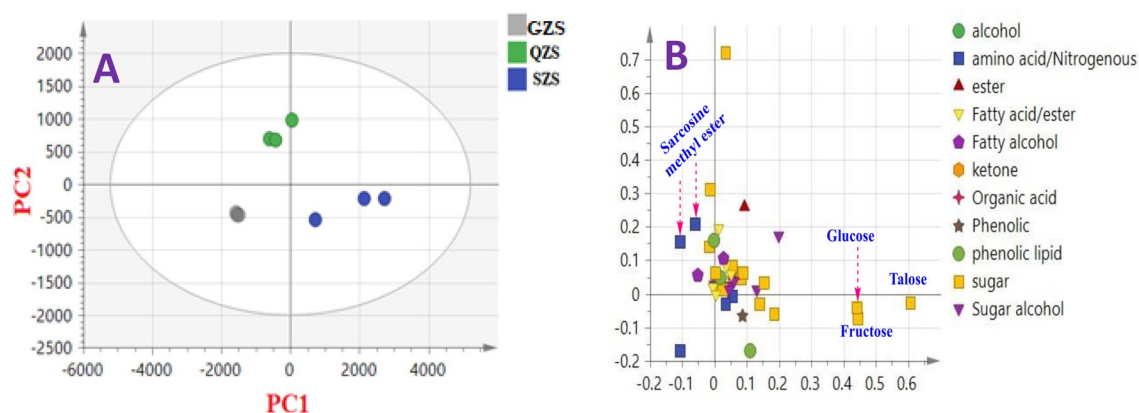 A
GZS
QZS
SZS
2000
1500
1000
500
0
-500
-1000
-1500
-2000
-2500
-6000 -4000 -2000 0 2000 4000
PC2
PC1
B
0.7
0.6
0.5
0.4
0.3
0.2
0.1
0
-0.1
-0.2
-0.2 -0.1 0 0.1 0.2 0.3 0.4 0.5 0.6
Sarcosine
methyl ester
Glucose
Talose
Fructose
alcohol
amino acid/Nitrogenous
ester
Fatty acid/ester
Fatty alcohol
ketone
Organic acid
Phenolic
phenolic lipid
sugar
Sugar alcohol